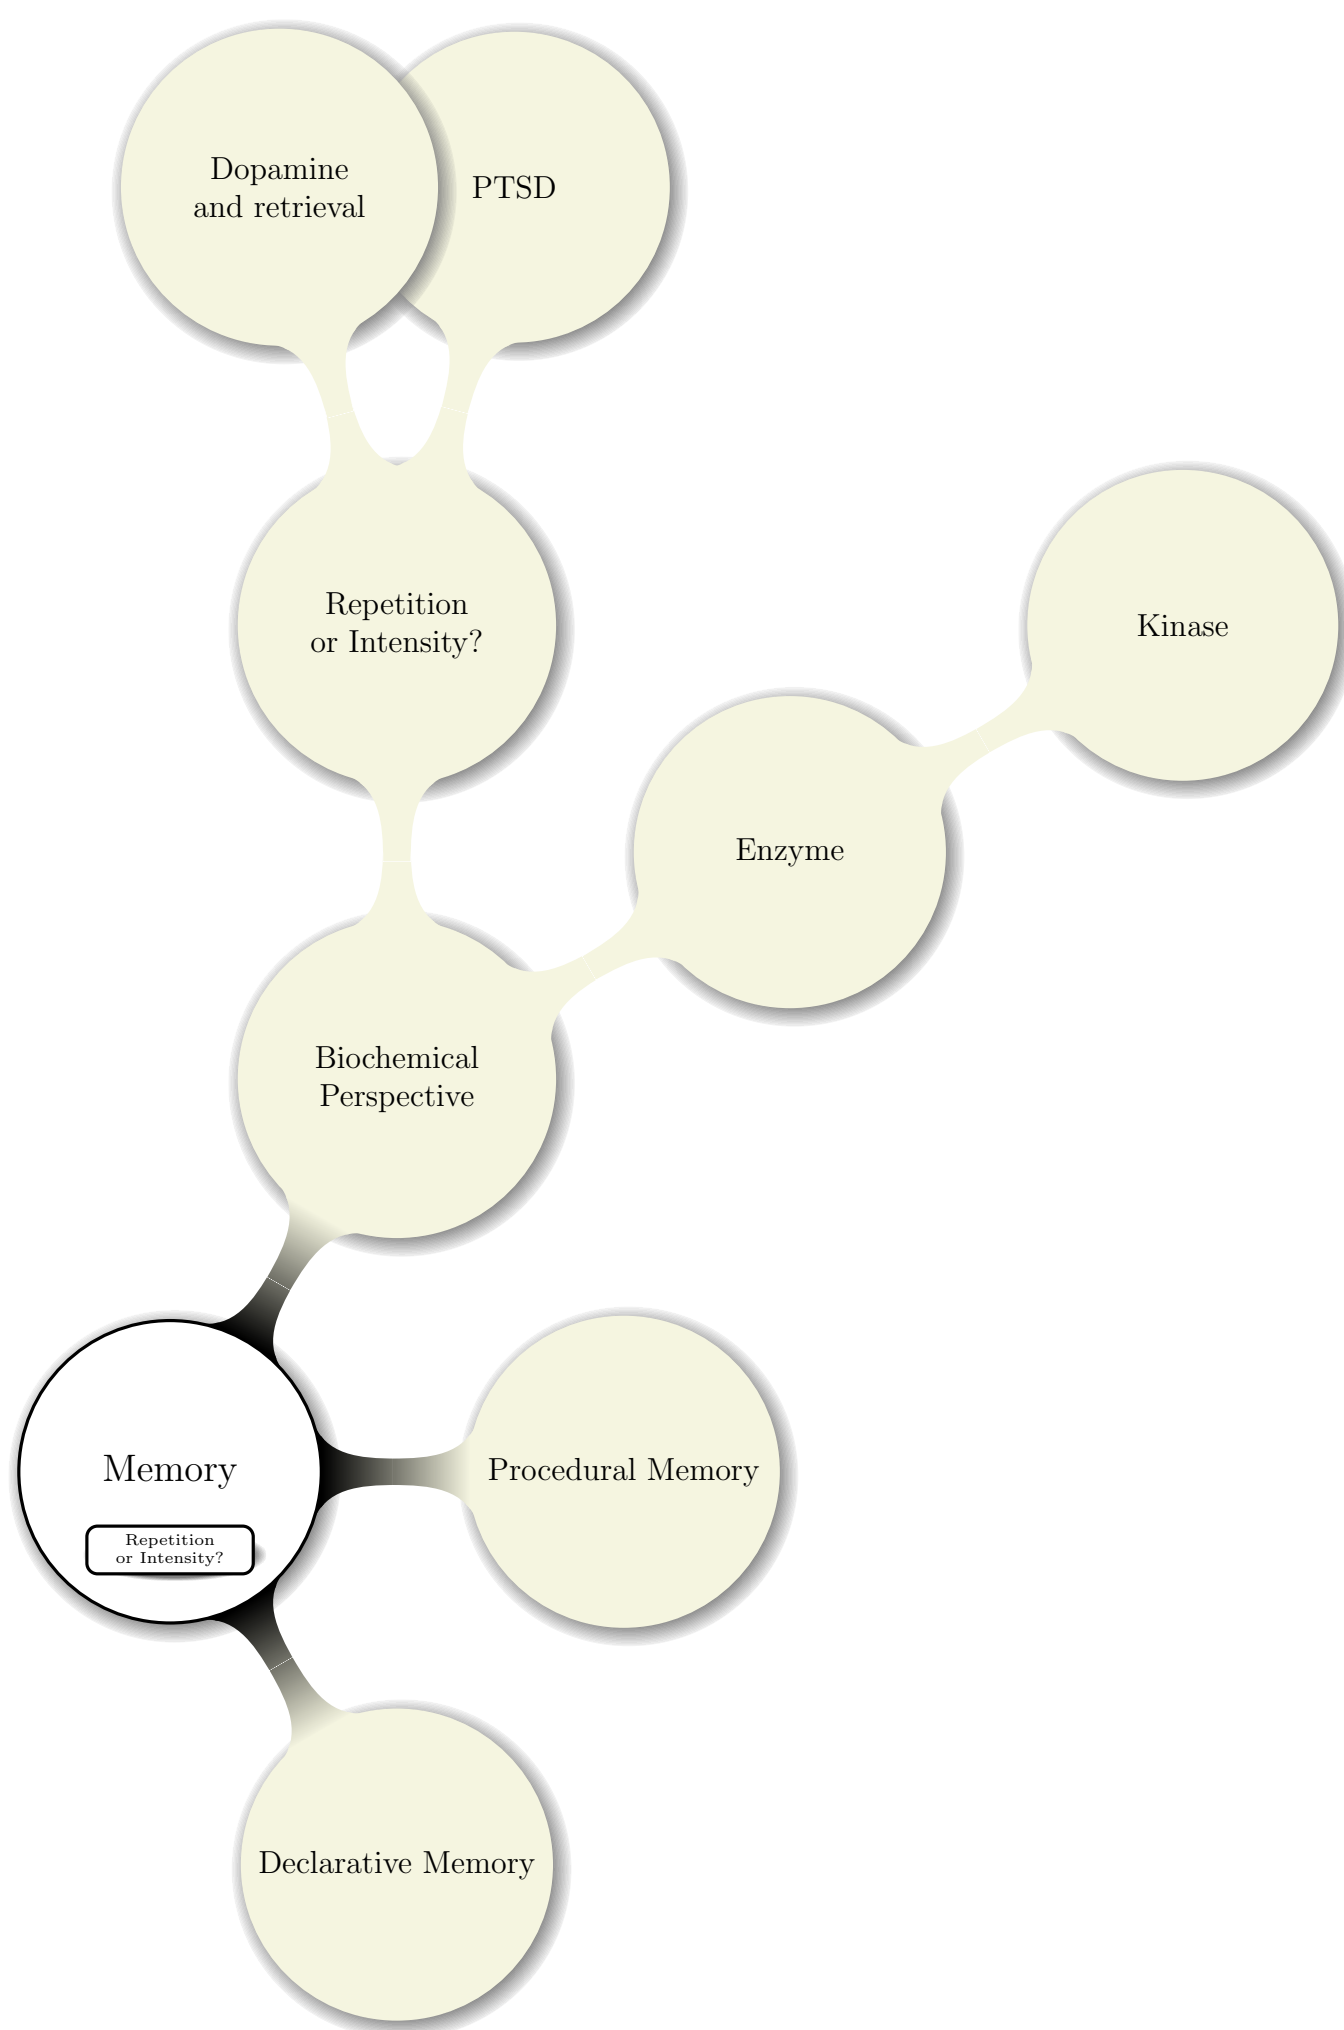 Dopamine
and retrieval
PTSD
Repetition
or Intensity?
Kinase
Enzyme
Biochemical
Perspective
Memory
Repetition
or Intensity?
Procedural Memory
Declarative Memory